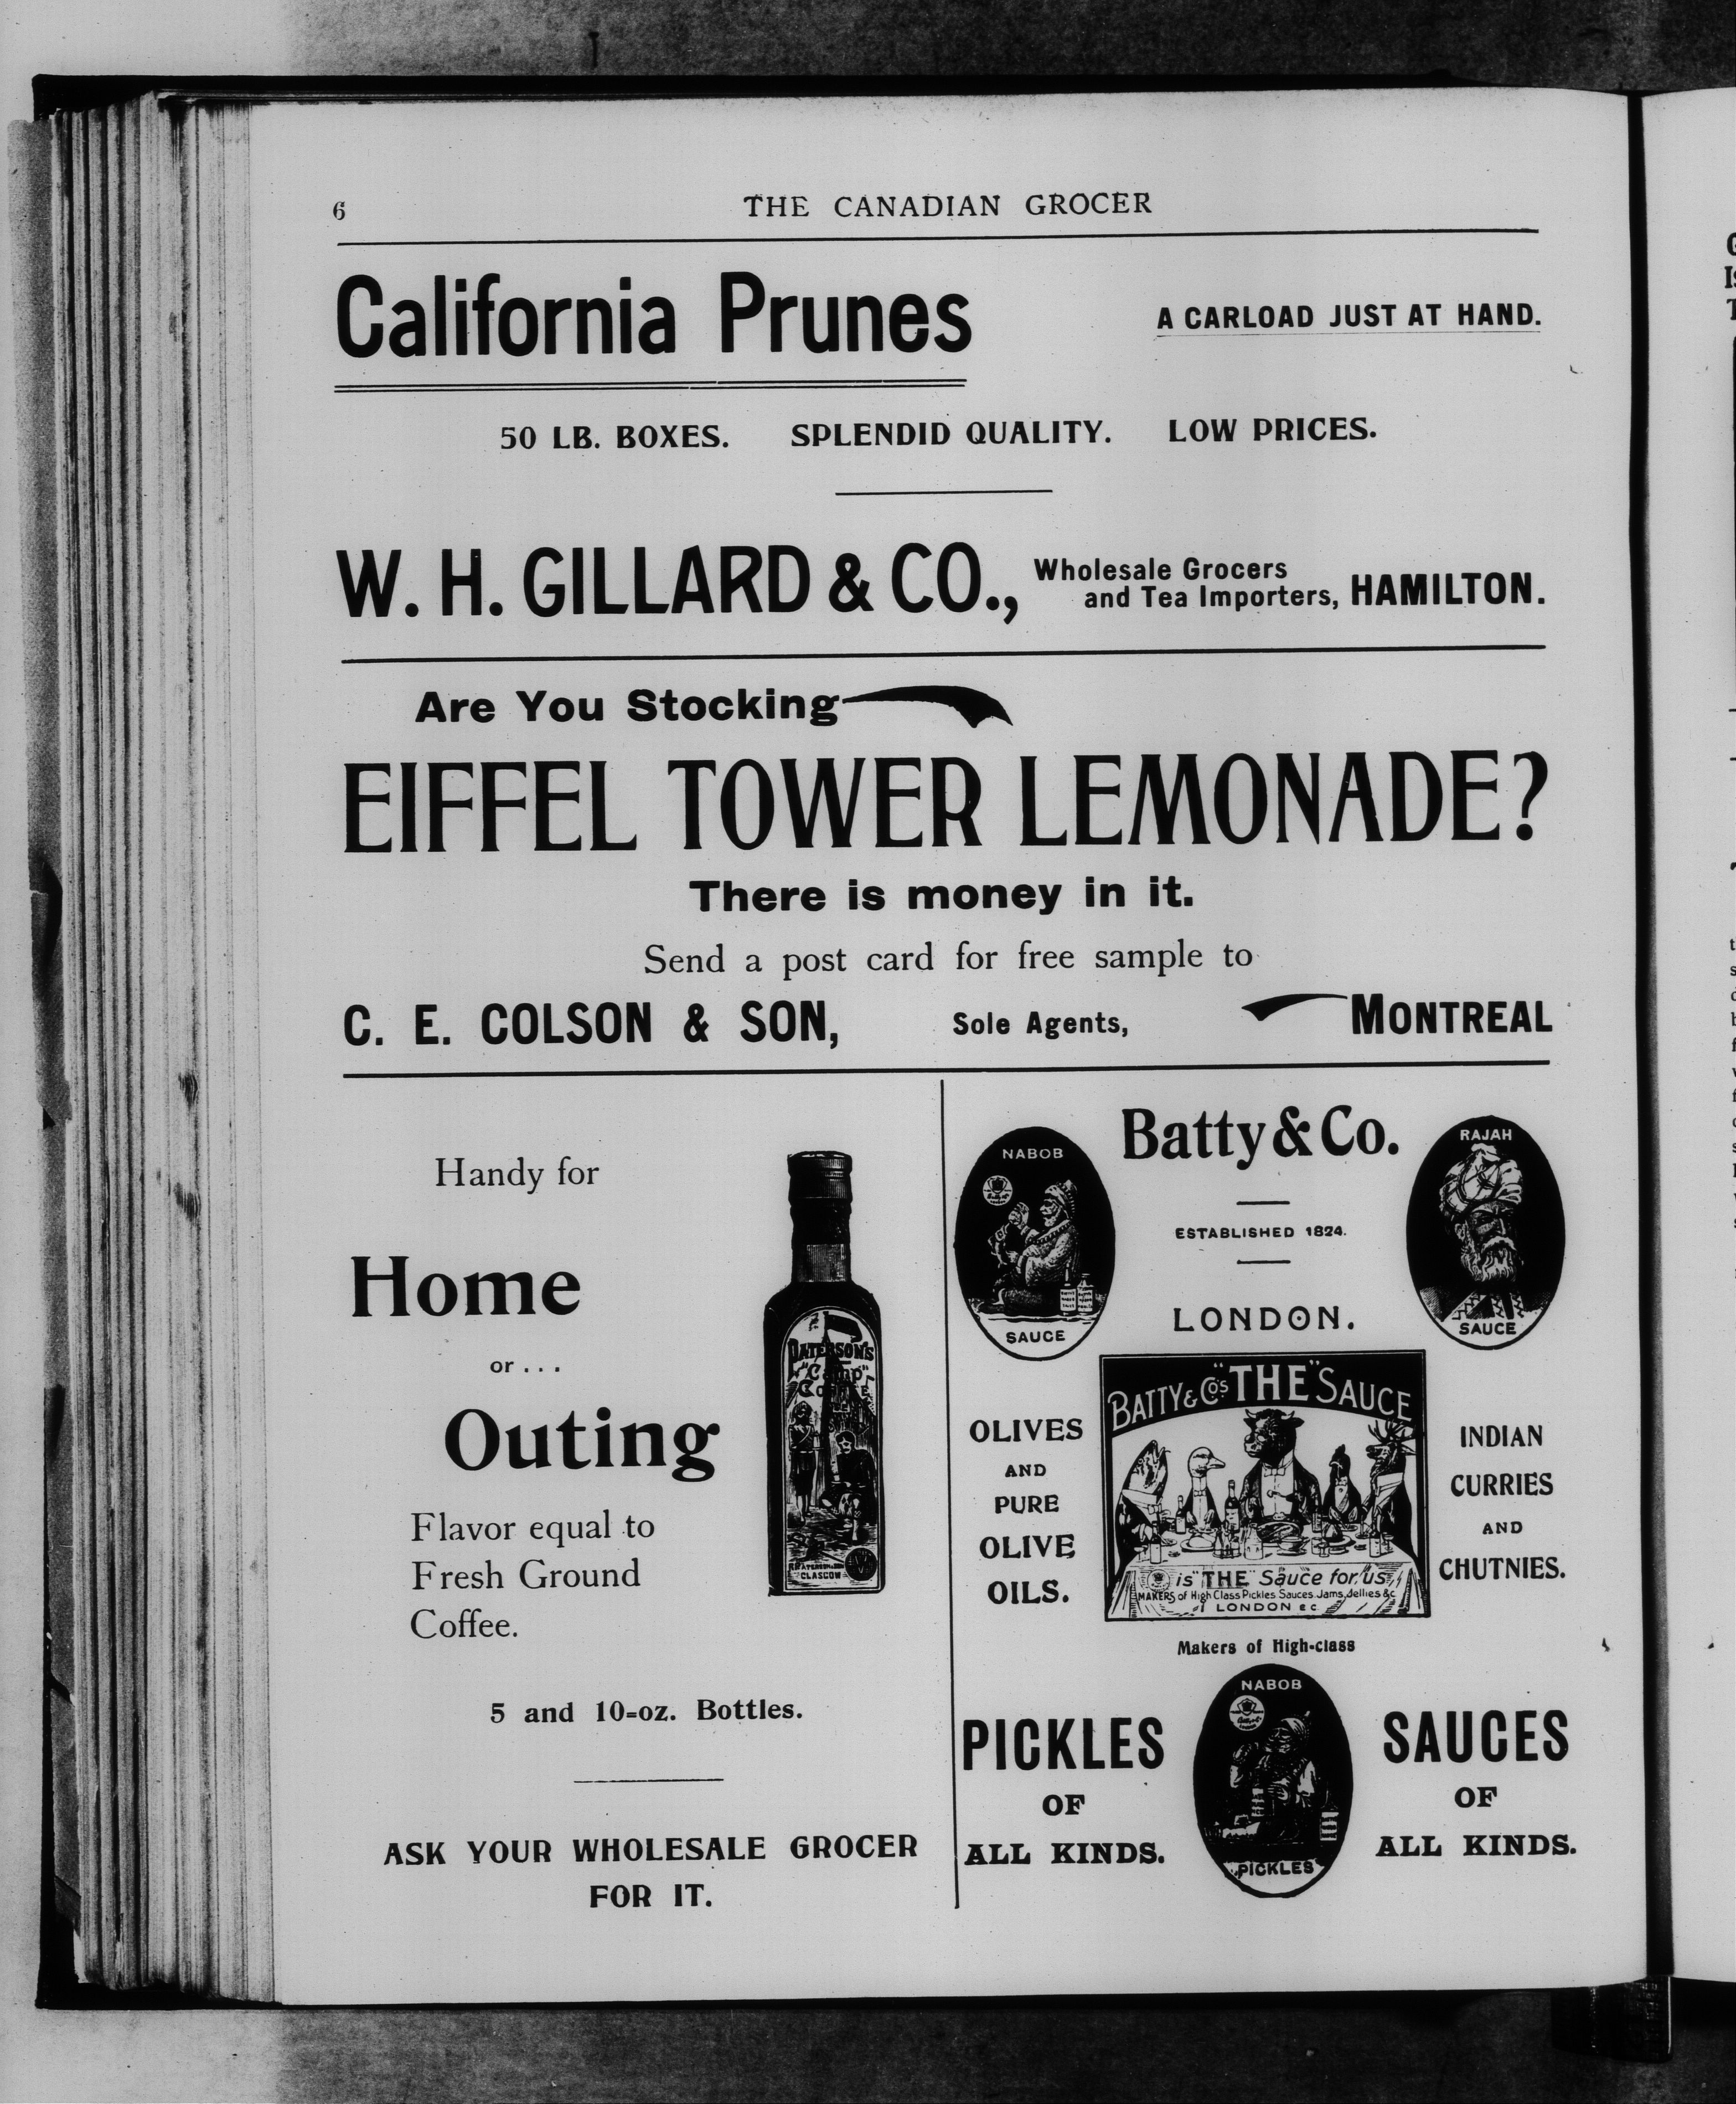 6
THE CANADIAN GROCER
California Prunes
A CARLOAD JUST AT HAND.
50 LB. BOXES. SPLENDID QUALITY. LOW PRICES.
W. H. GILLARD & CO., Wholesale Grocers
and Tea Importers, HAMILTON.
Are You Stocking
EIFFEL TOWER LEMONADE?
There is money in it.
Send a post card for free sample to
C. E. COLSON & SON, Sole Agents, MONTREAL
Handy for
Home
or . . .
Outing
Flavor equal to
Fresh Ground
Coffee.
5 and 10=oz. Bottles.
ASK YOUR WHOLESALE GROCER
FOR IT.
PATERSON'S
"Camp"
COFFEE
GLASGOW
Batty & Co.
ESTABLISHED 1824.
LONDON.
NABOB
SAUCE
RAJAH
SAUCE
OLIVES
AND
PURE
OLIVE
OILS.
BATTY & Co's "THE" SAUCE
is "THE" Sauce for us
MAKERS of High Class Pickles Sauces Jams, Jellies &c
LONDON E C
INDIAN
CURRIES
AND
CHUTNIES.
Makers of High-class
PICKLES
OF
ALL KINDS.
NABOB
PICKLES
SAUCES
OF
ALL KINDS.